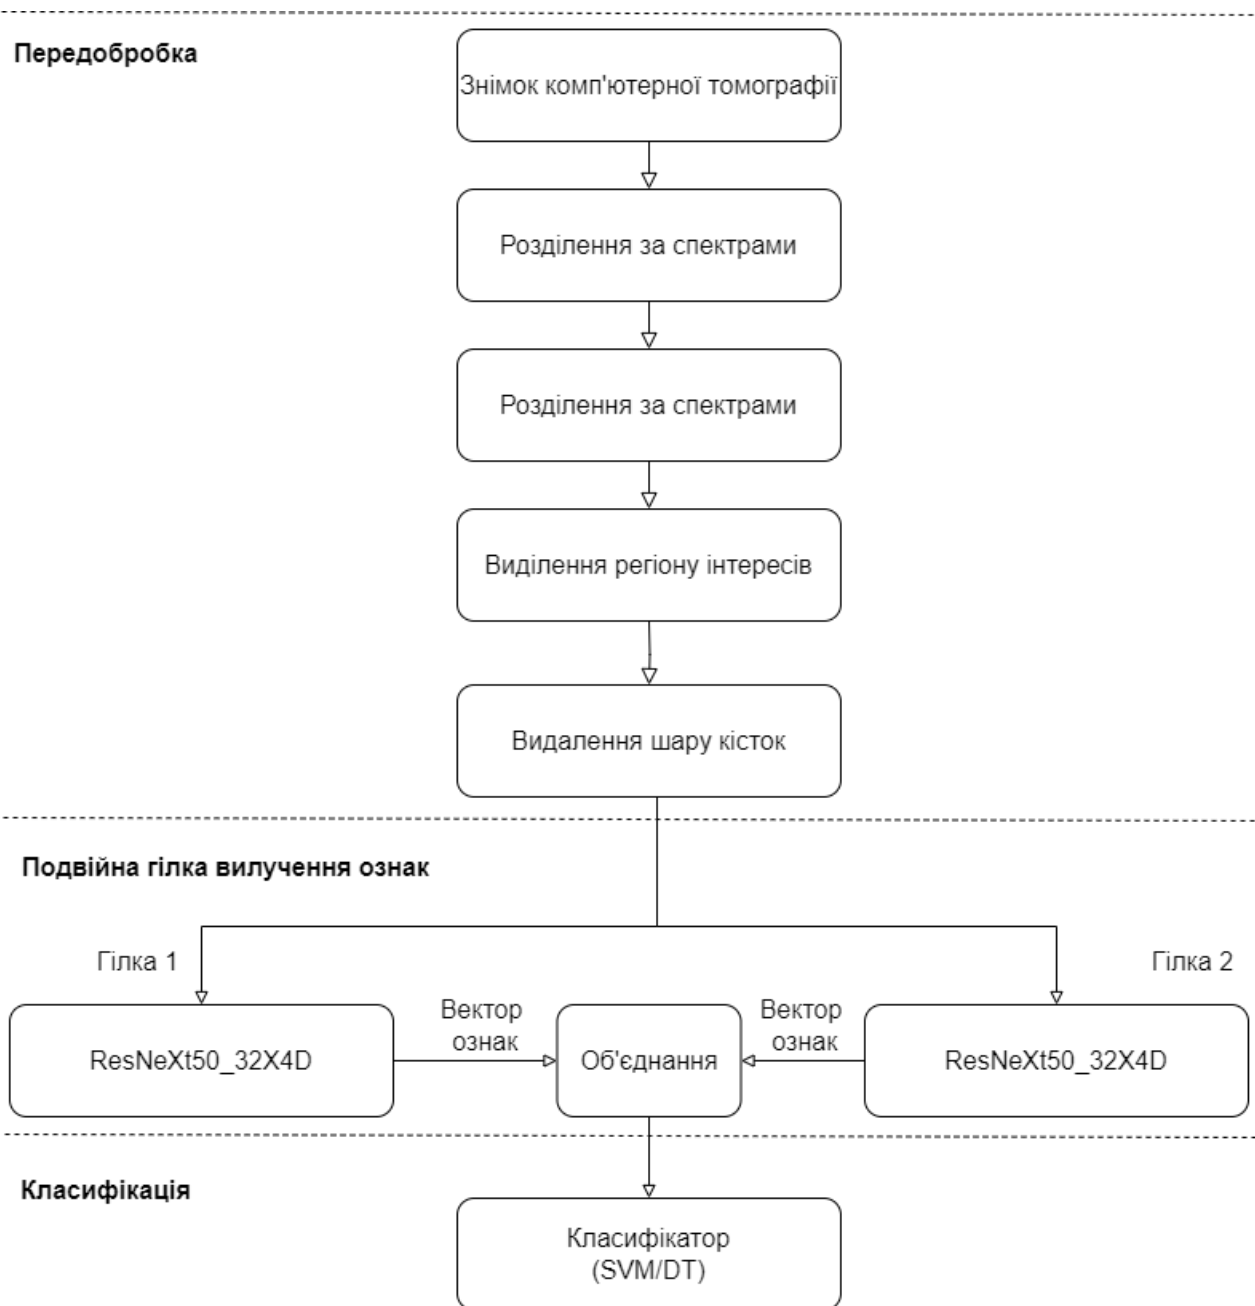 Передобробка
Знімок комп'ютерної томографії
Розділення за спектрами
Розділення за спектрами
Виділення регіону інтересів
Видалення шару кісток
Подвійна гілка вилучення ознак
Гілка 1
Гілка 2
ResNeXt50_32X4D
Вектор
ознак
Об'єднання
Вектор
ознак
ResNeXt50_32X4D
Класифікація
Класифікатор
(SVM/DT)